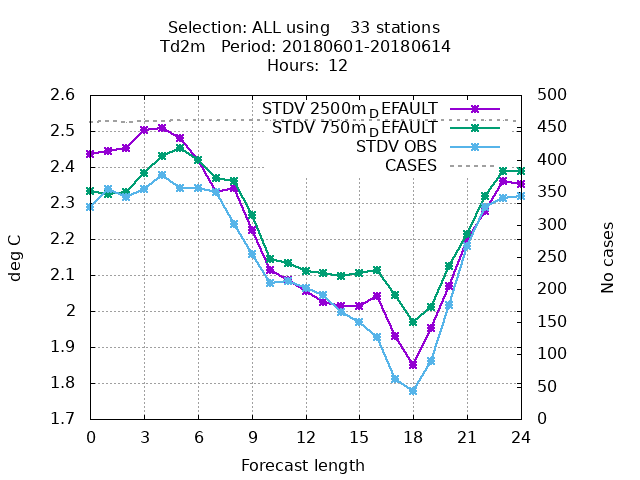 Selection: ALL using    33 stations
Td2m   Period: 20180601-20180614
Hours: 12
STDV 2500m_DEFAULT
STDV 750m_DEFAULT
STDV OBS
CASES
2.6
2.5
2.4
2.3
2.2
2.1
2
1.9
1.8
1.7
deg C
500
450
400
350
300
250
200
150
100
50
0
No cases
0 3 6 9 12 15 18 21 24
Forecast length